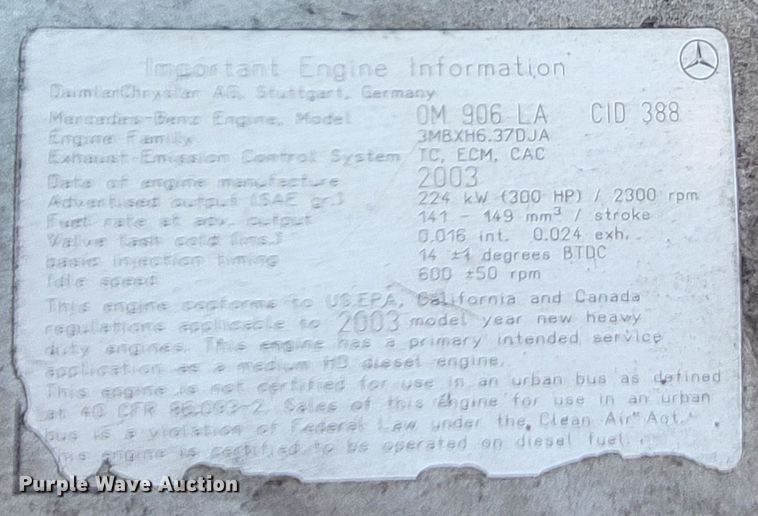 Important Engine Information
DaimlerChrysler AG, Stuttgart, Germany
Mercedes-Benz Engine, Model OM 906 LA CID 388
Engine Family 3MBXH6.37DJA
Exhaust-Emission Control System TC, ECM, CAC
Date of engine manufacture 2003
Advertised output (SAE gr.) 224 kW (300 HP) / 2300 rpm
Fuel rate at adv. output 141 - 149 mm³ / stroke
Valve lash cold (ins.) 0.016 int. 0.024 exh.
basic injection timing 14 ±1 degrees BTDC
Idle speed 600 ±50 rpm
This engine conforms to US.EPA, California and Canada
regulations applicable to 2003 model year new heavy
duty engines. This engine has a primary intended service
application as a medium HD diesel engine.
This engine is not certified for use in an urban bus as defined
at 40 CFR 86.093-2. Sales of this engine for use in an urban
bus is a violation of Federal Law under the Clean Air Act.
This engine is certified to be operated on diesel fuel.
Purple Wave Auction